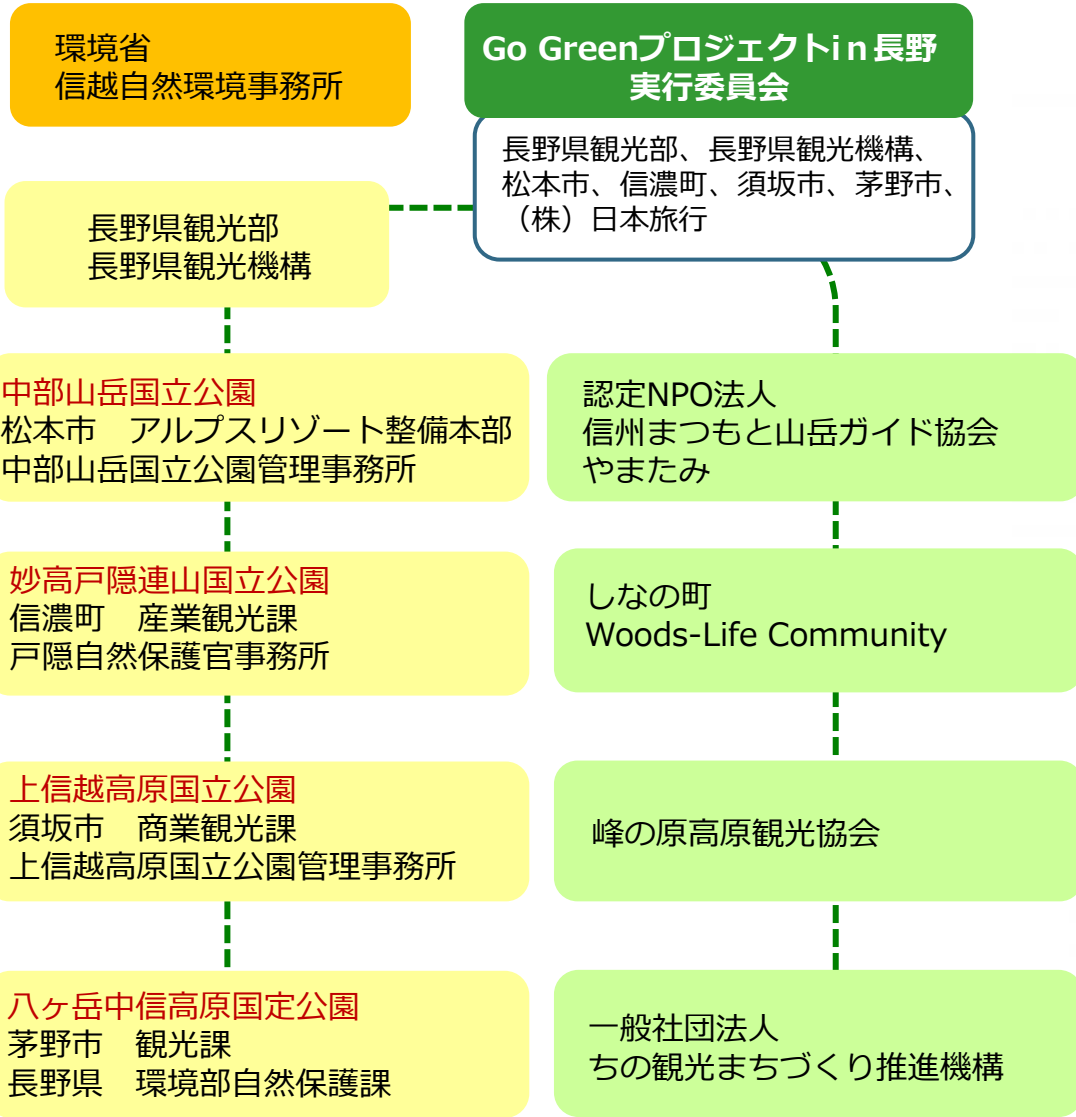 環境省
信越自然環境事務所
Go Greenプロジェクトin長野
実行委員会
長野県観光部、長野県観光機構、
松本市、信濃町、須坂市、茅野市、
（株）日本旅行
長野県観光部
長野県観光機構
中部山岳国立公園
松本市　アルプスリゾート整備本部
中部山岳国立公園管理事務所
認定NPO法人
信州まつもと山岳ガイド協会
やまたみ
妙高戸隠連山国立公園
信濃町　産業観光課
戸隠自然保護官事務所
しなの町
Woods-Life Community
上信越高原国立公園
須坂市　商業観光課
上信越高原国立公園管理事務所
峰の原高原観光協会
八ヶ岳中信高原国定公園
茅野市　観光課
長野県　環境部自然保護課
一般社団法人
ちの観光まちづくり推進機構